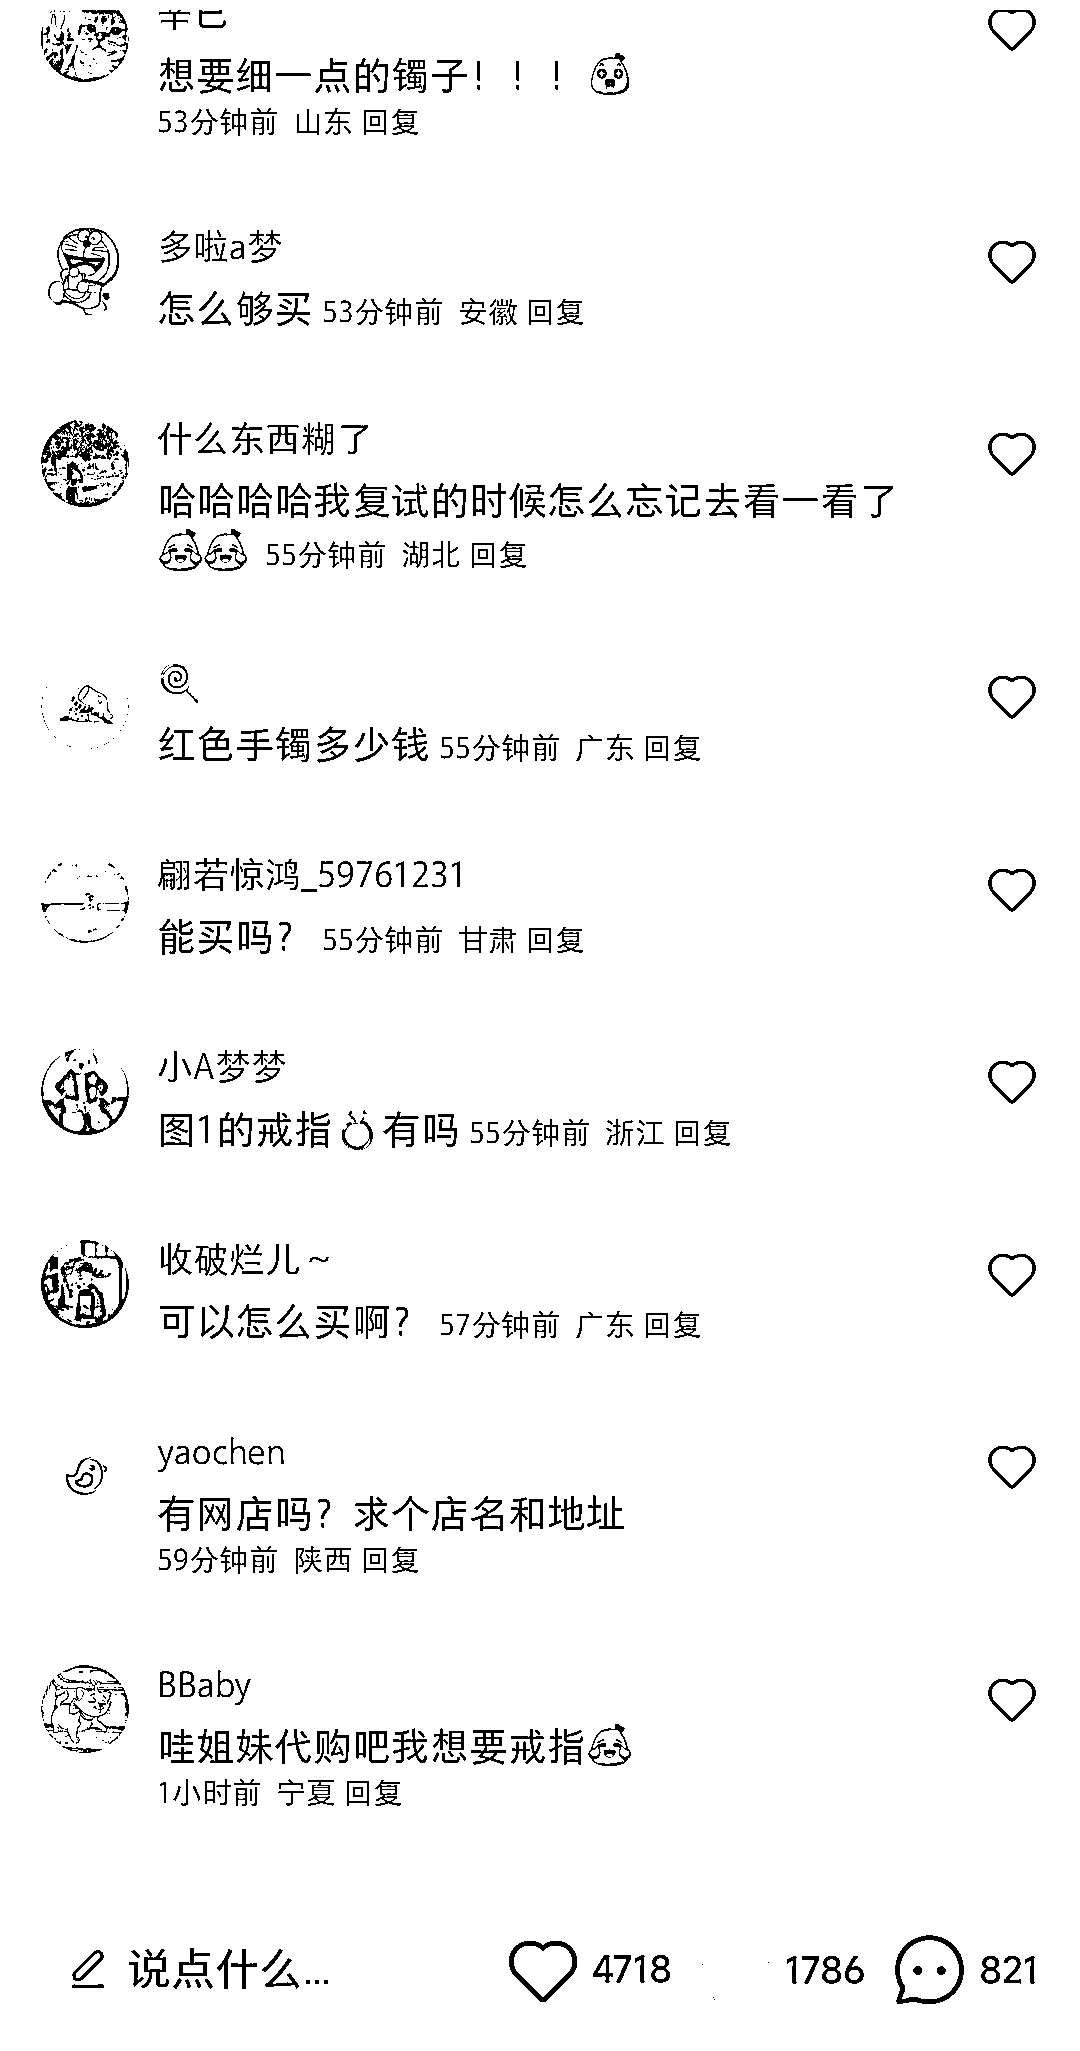 辛巳
想要细一点的镯子！！！
53分钟前 山东 回复
多啦a梦
怎么够买 53分钟前 安徽 回复
什么东西糊了
哈哈哈哈我复试的时候怎么忘记去看一看了
55分钟前 湖北 回复
红色手镯多少钱 55分钟前 广东 回复
翩若惊鸿_59761231
能买吗？ 55分钟前 甘肃 回复
小A梦梦
图1的戒指💍有吗 55分钟前 浙江 回复
收破烂儿～
可以怎么买啊？ 57分钟前 广东 回复
yaochen
有网店吗？求个店名和地址
59分钟前 陕西 回复
BBaby
哇姐妹代购吧我想要戒指
1小时前 宁夏 回复
说点什么... 4718 1786 821